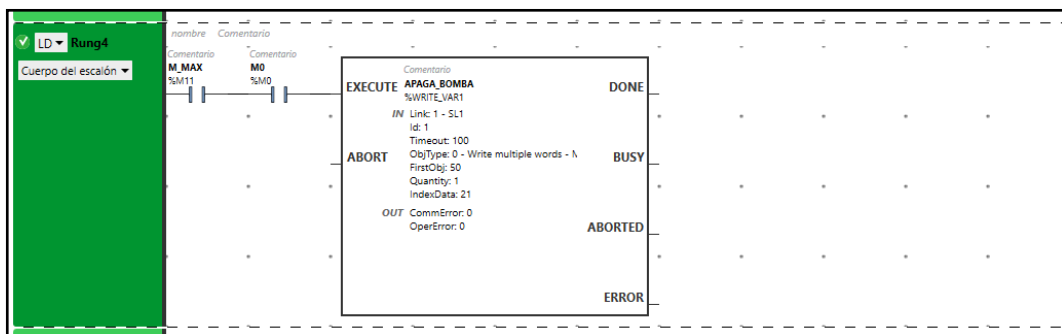 nombre Comentario
LD Rung4
Cuerpo del escalón
Comentario Comentario
M_MAX M0
%M11 %M0
Comentario
EXECUTE APAGA_BOMBA DONE
%WRITE_VAR1
IN Link: 1 - SL1
Id: 1
Timeout: 100
ABORT ObjType: 0 - Write multiple words - BUSY
FirstObj: 50
Quantity: 1
IndexData: 21
OUT CommError: 0
OperError: 0
ABORTED
ERROR